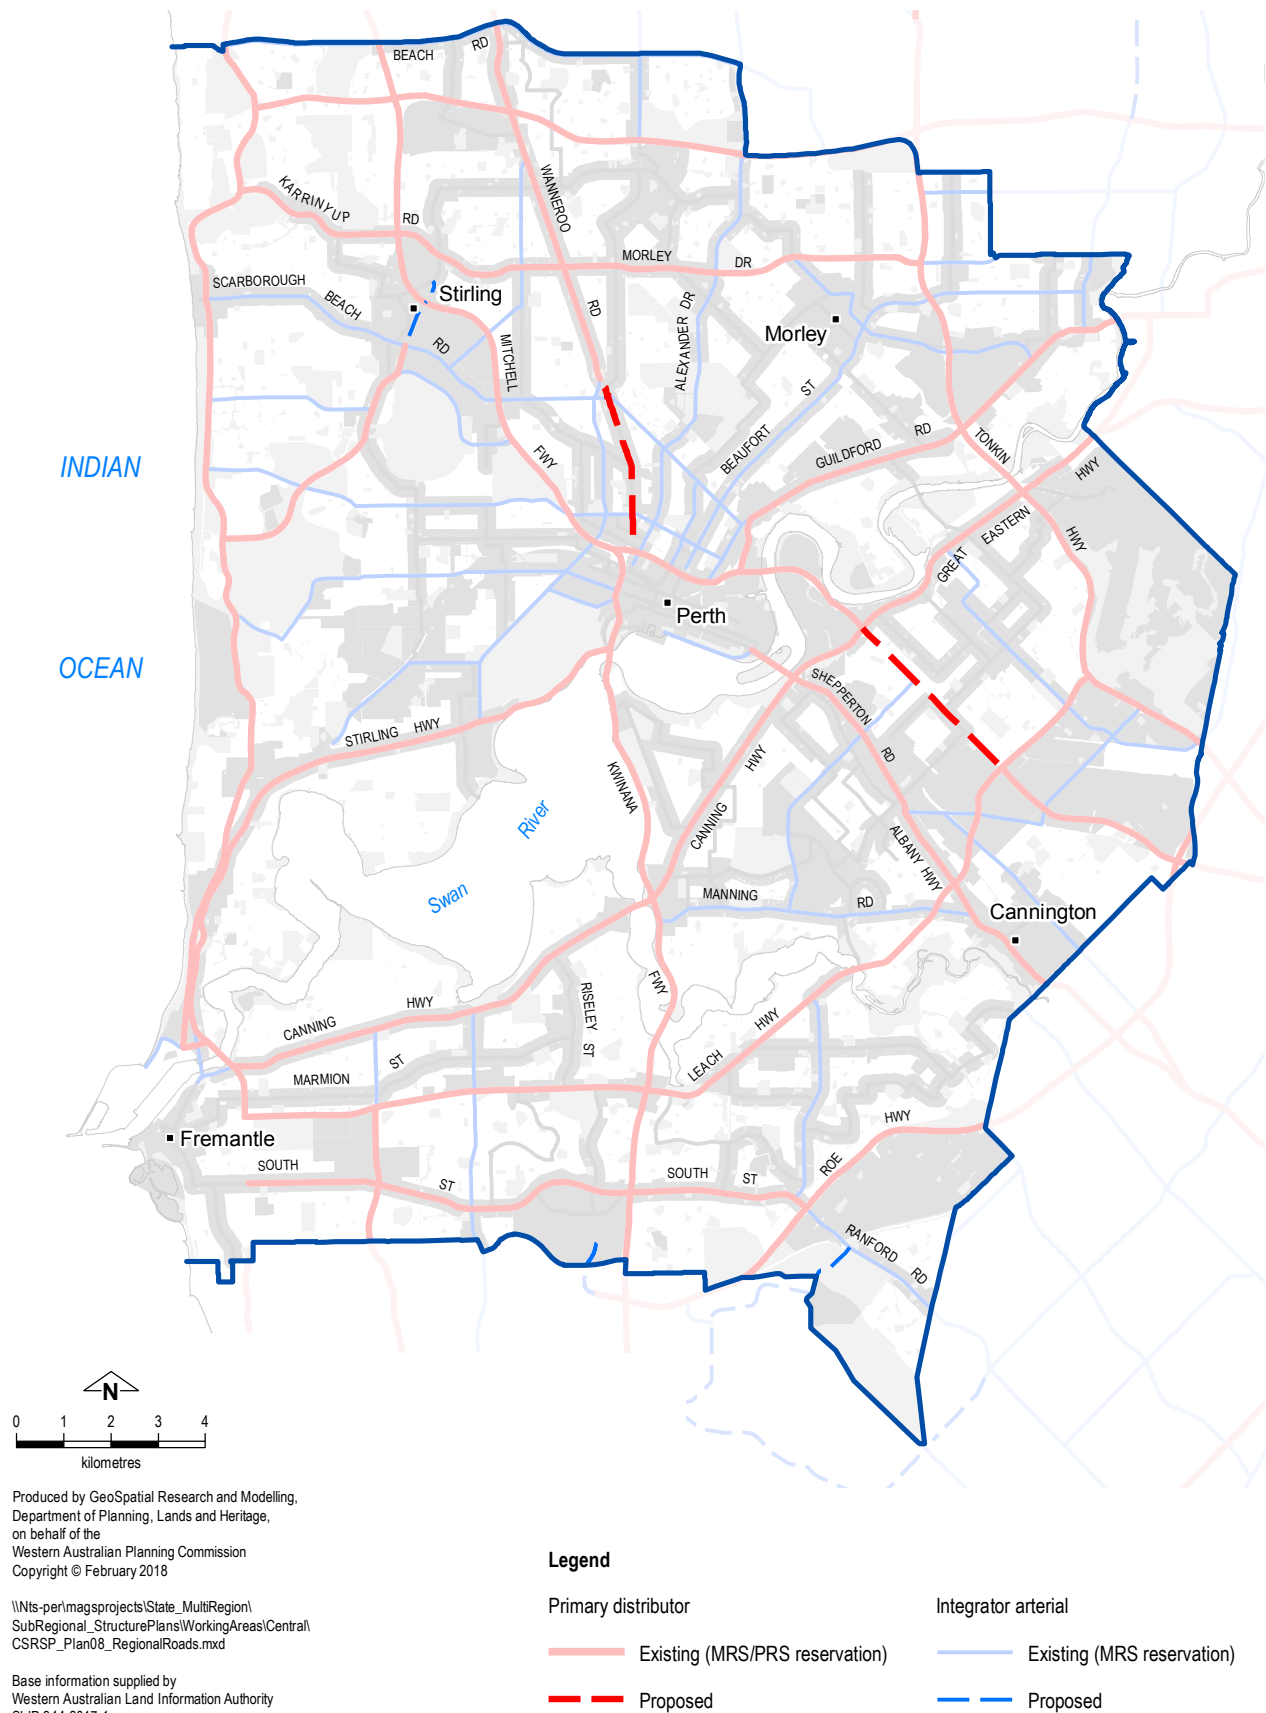 BEACH RD
KARRINYUP RD
WANNEROO RD
MORLEY DR
SCARBOROUGH BEACH RD
Stirling
MITCHELL FWY
ALEXANDER DR
Morley
BEAUFORT ST
GUILDFORD RD
TONKIN HWY
GREAT EASTERN HWY
INDIAN
OCEAN
Perth
SHEPPERTON RD
STIRLING HWY
KWINANA FWY
CANNING HWY
River
Swan
ALBANY HWY
MANNING RD
Cannington
CANNING HWY
RISELEY ST
LEACH HWY
MARMION ST
Fremantle
SOUTH ST
SOUTH ST
ROE HWY
RANFORD RD
N
0 1 2 3 4
kilometres
Produced by GeoSpatial Research and Modelling,
Department of Planning, Lands and Heritage,
on behalf of the
Western Australian Planning Commission
Copyright © February 2018
\\Nts-per\magsprojects\State_MultiRegion\
SubRegional_StructurePlans\WorkingAreas\Central\
CSRSP_Plan08_RegionalRoads.mxd
Base information supplied by
Western Australian Land Information Authority
Legend
Primary distributor
Existing (MRS/PRS reservation)
Proposed
Integrator arterial
Existing (MRS reservation)
Proposed